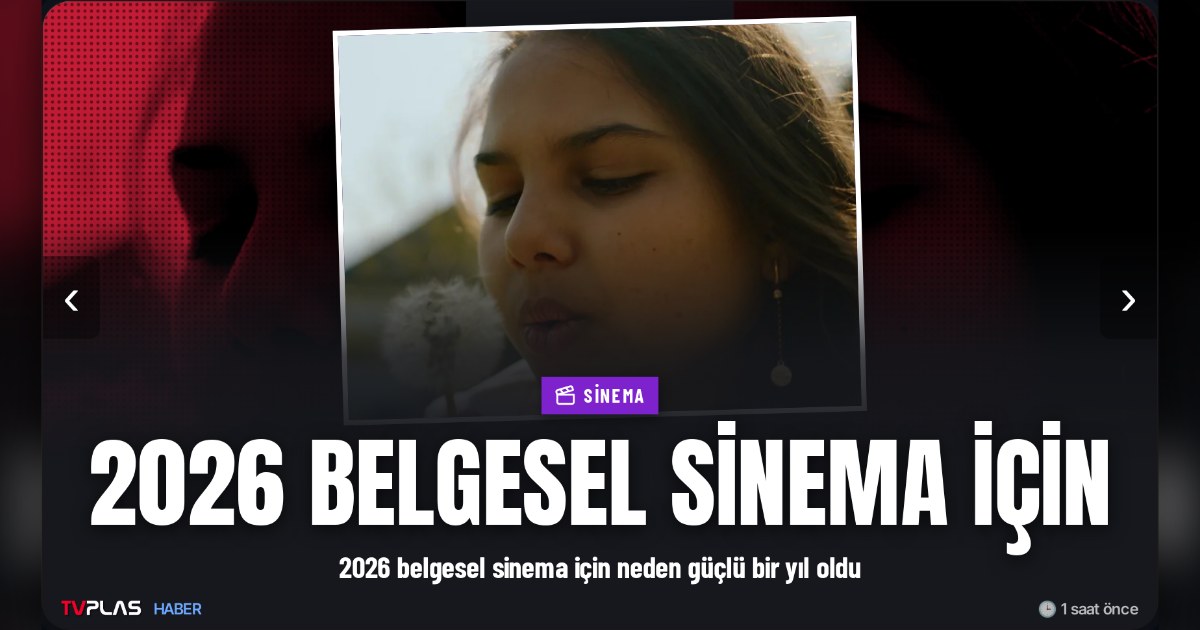 SİNEMA
2026 BELGESEL SİNEMA İÇİN
2026 belgesel sinema için neden güçlü bir yıl oldu
TVPLAS HABER
1 saat önce